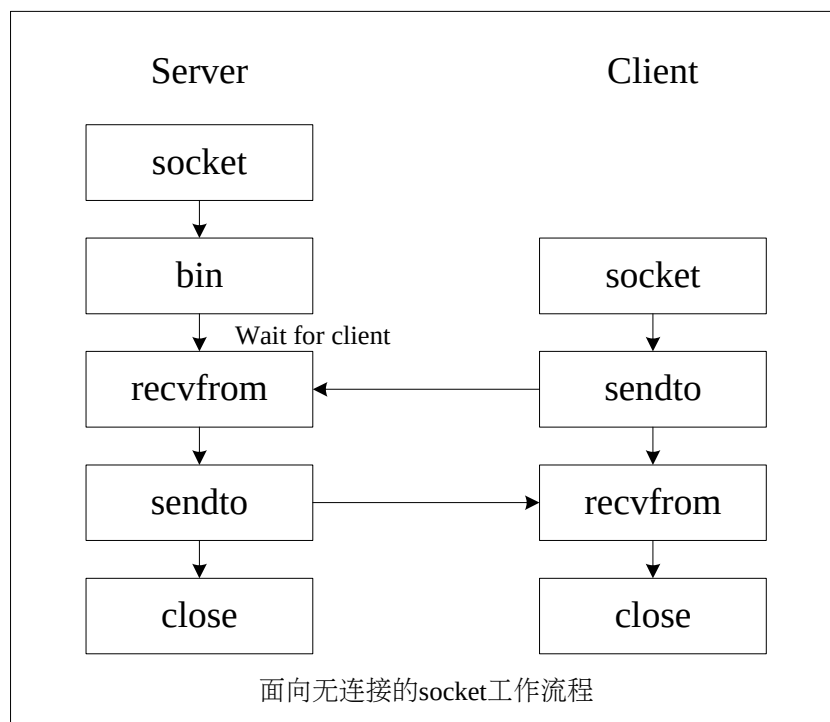 Server
Client
socket
bin
socket
Wait for client
recvfrom
sendto
sendto
recvfrom
close
close
面向无连接的socket工作流程